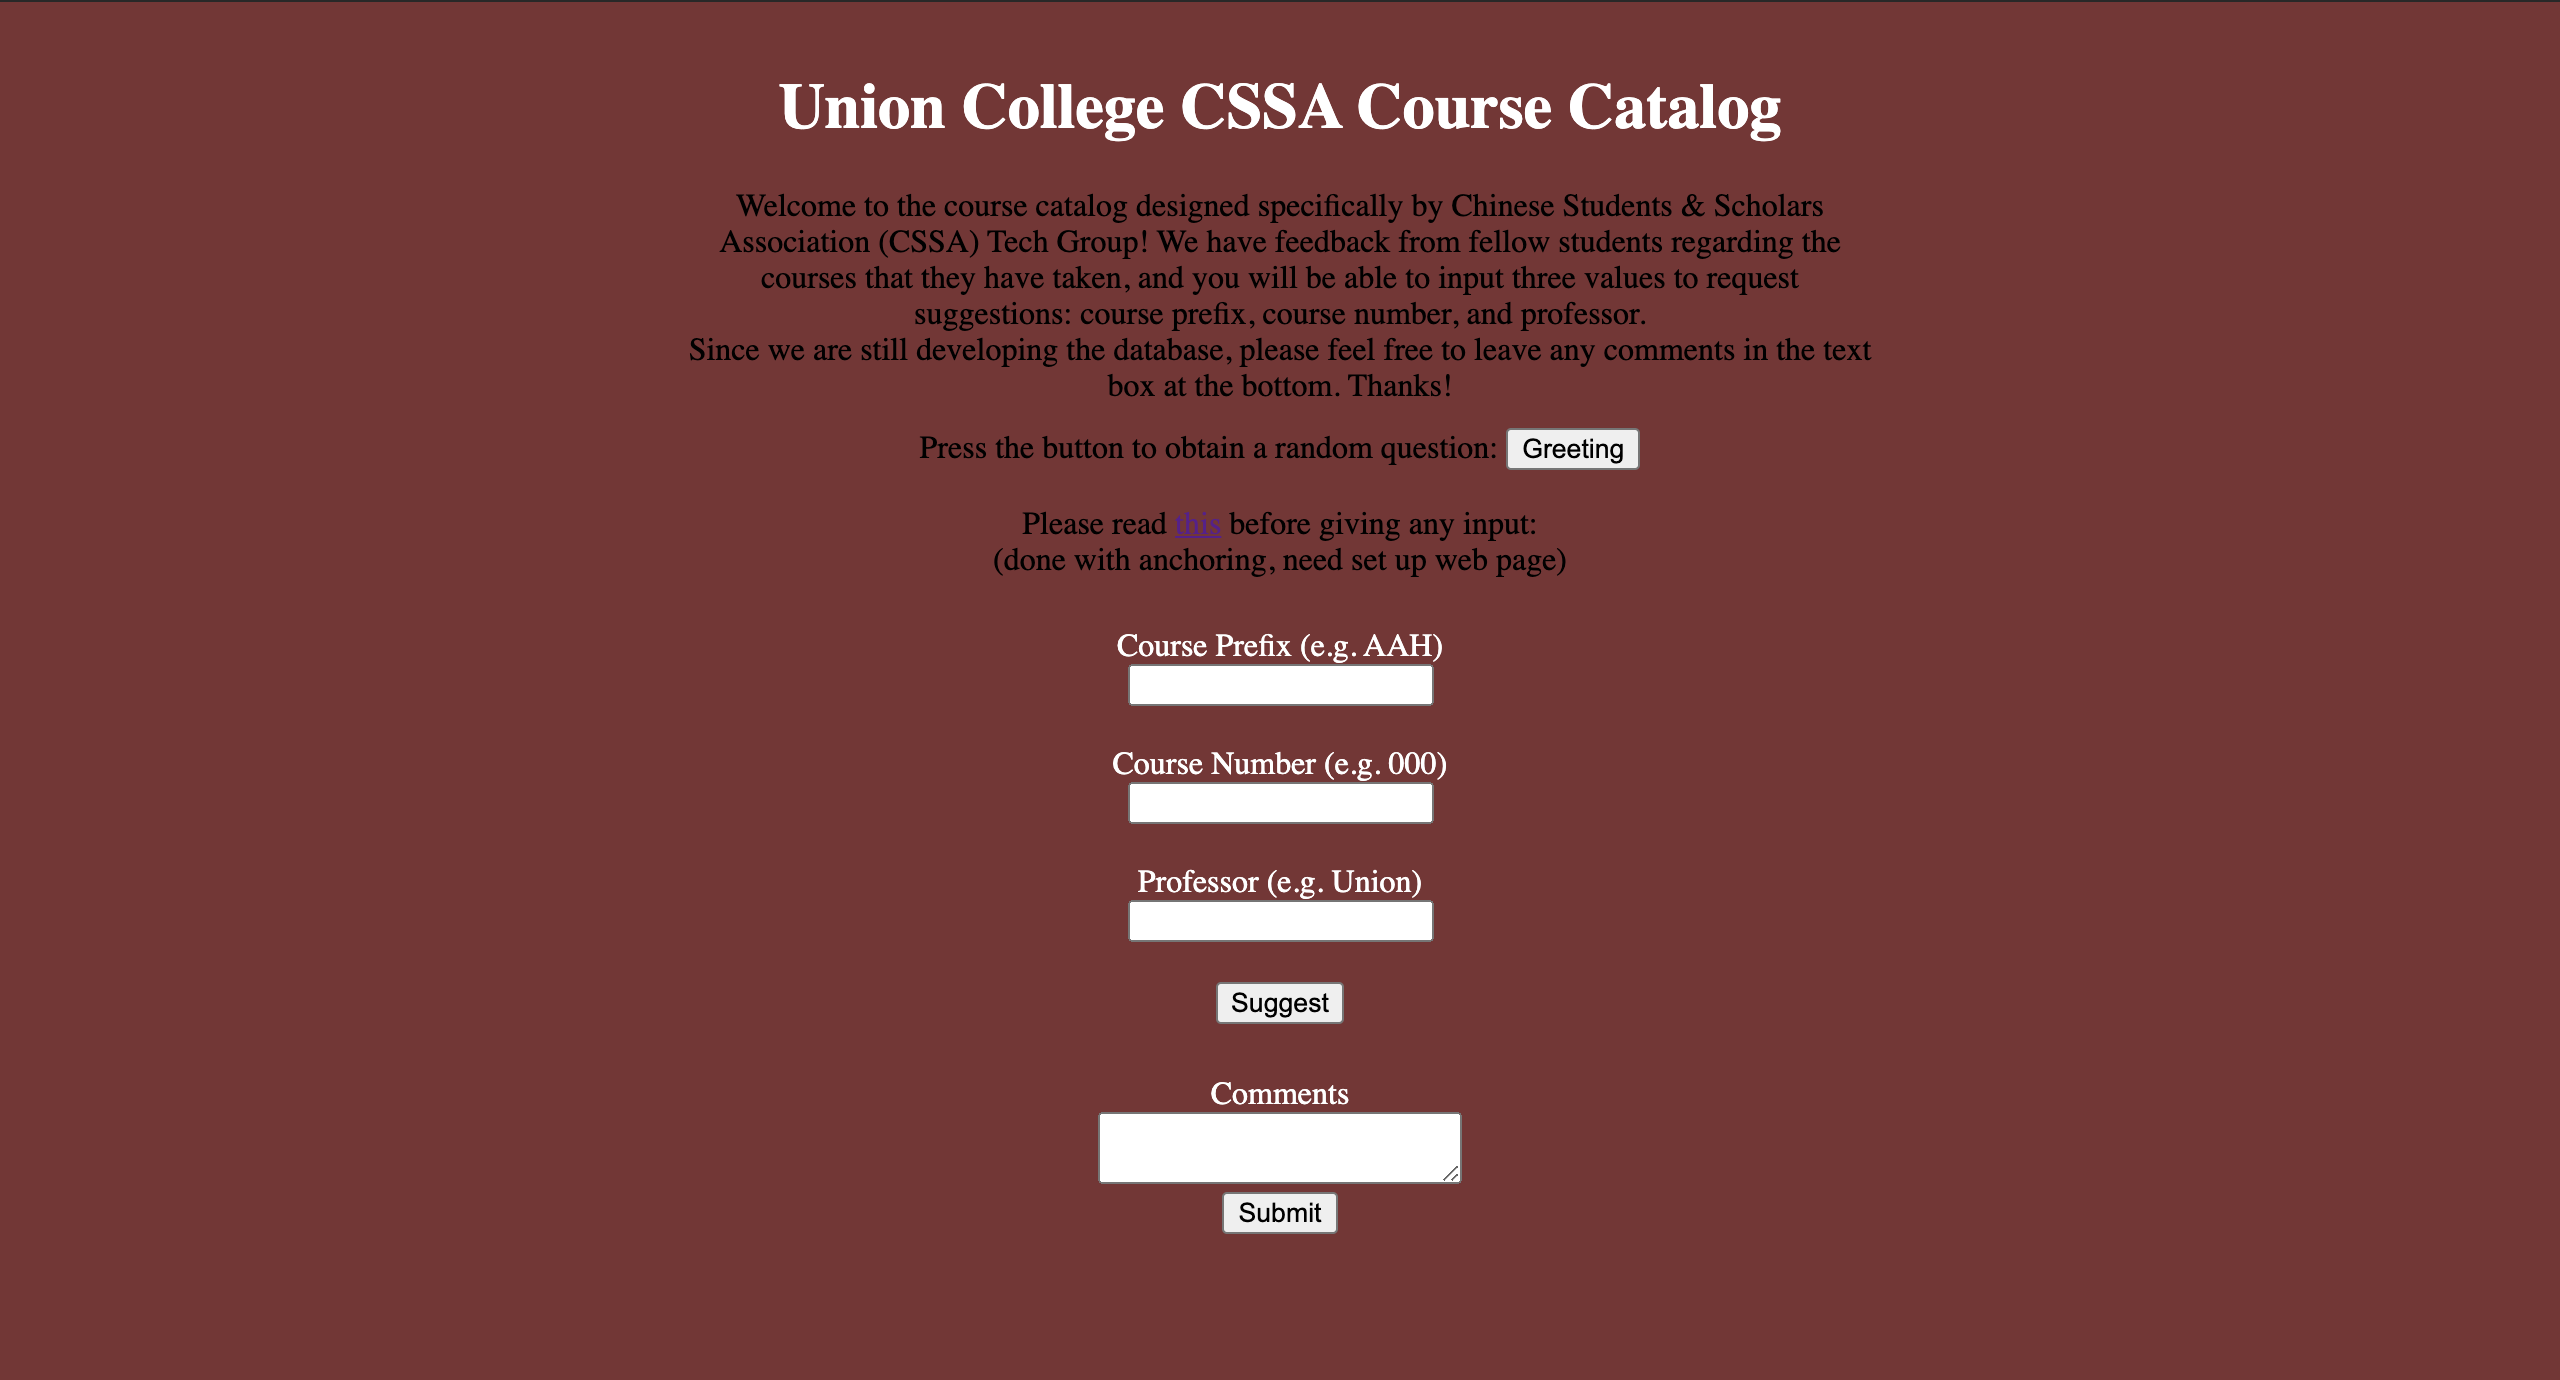 Union College CSSA Course Catalog
Welcome to the course catalog designed specifically by Chinese Students & Scholars
Association (CSSA) Tech Group! We have feedback from fellow students regarding the
courses that they have taken, and you will be able to input three values to request
suggestions: course prefix, course number, and professor.
Since we are still developing the database, please feel free to leave any comments in the text
box at the bottom. Thanks!
Press the button to obtain a random question: Greeting
Please read this before giving any input:
(done with anchoring, need set up web page)
Course Prefix (e.g. AAH)
Course Number (e.g. 000)
Professor (e.g. Union)
Suggest
Comments
Submit